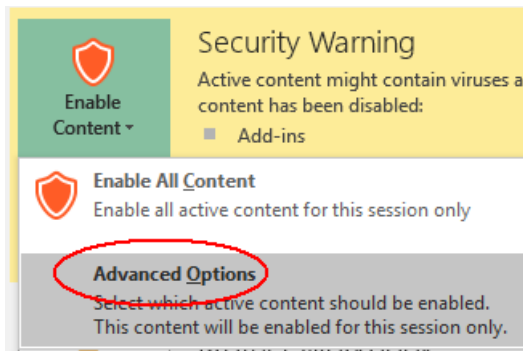 Security Warning
Active content might contain viruses a
content has been disabled:
Add-ins
Enable
Content
Enable All Content
Enable all active content for this session only
Advanced Options
Select which active content should be enabled.
This content will be enabled for this session only.